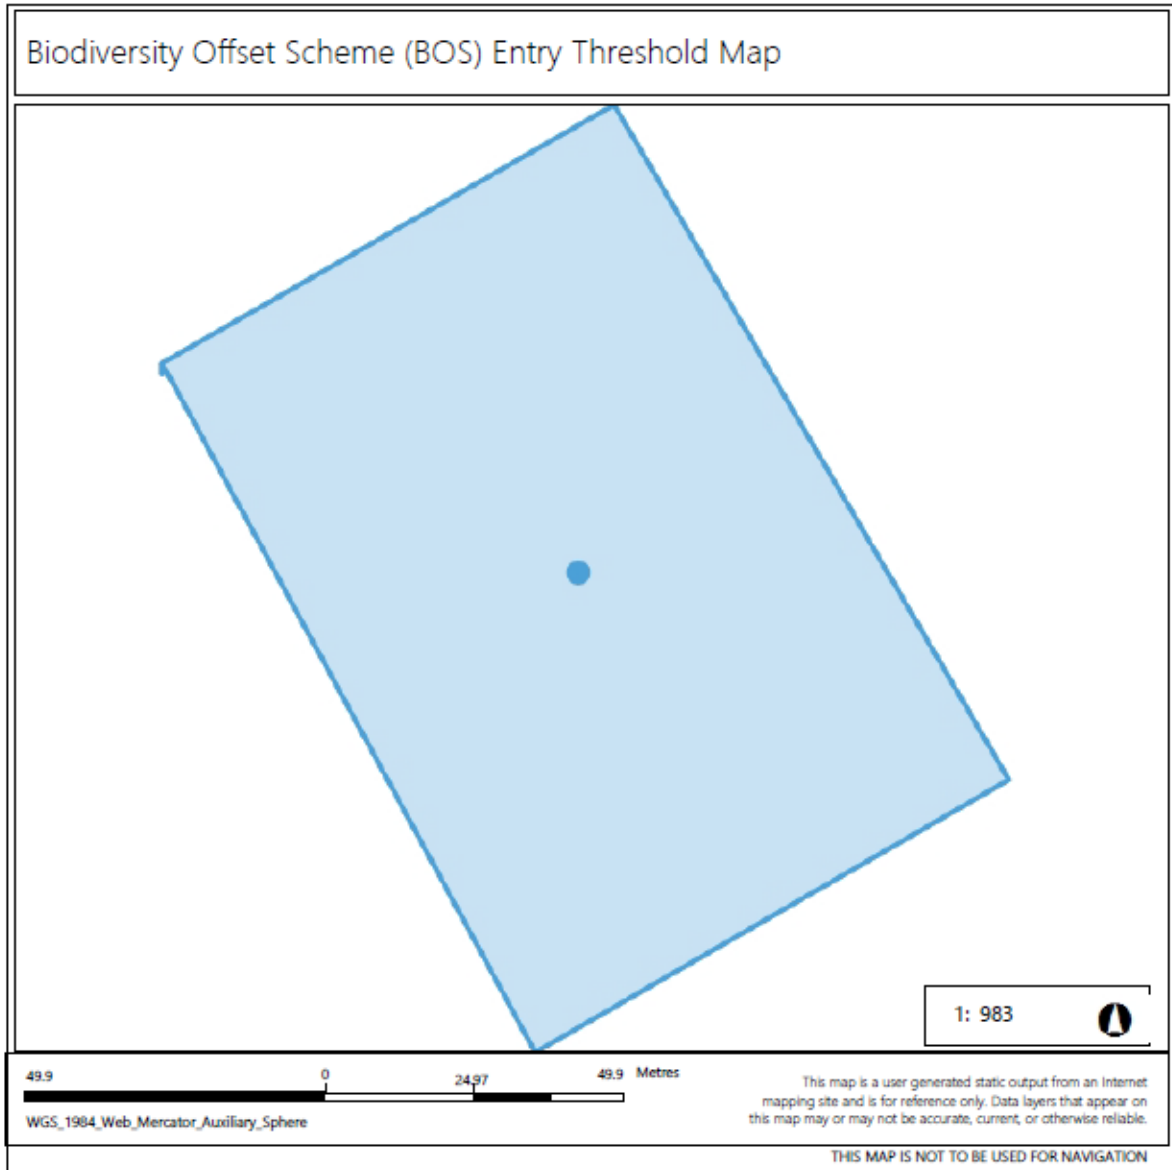 Biodiversity Offset Scheme (BOS) Entry Threshold Map
1: 983
49.9 0 24.97 49.9 Metres
WGS_1984_Web_Mercator_Auxiliary_Sphere
This map is a user generated static output from an Internet
mapping site and is for reference only. Data layers that appear on
this map may or may not be accurate, current, or otherwise reliable.
THIS MAP IS NOT TO BE USED FOR NAVIGATION